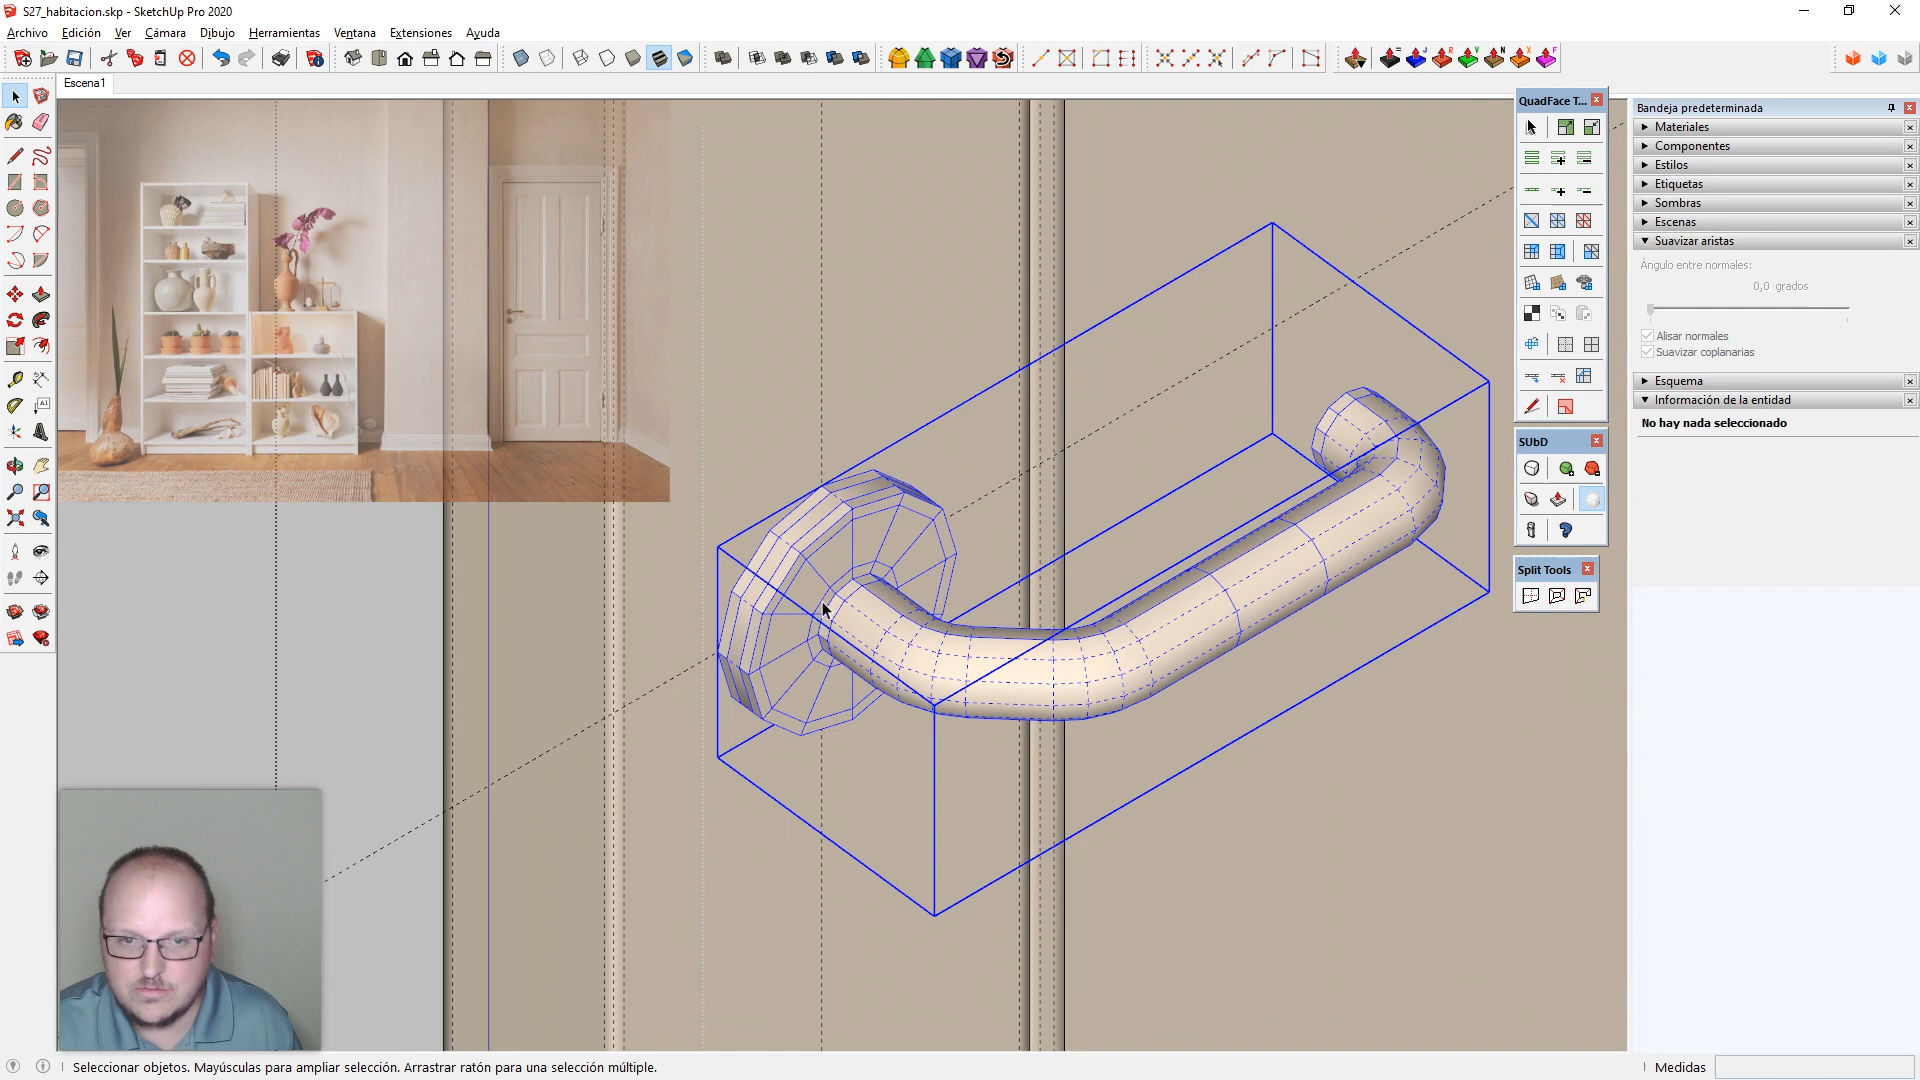 S27_habitacion.skp - SketchUp Pro 2020
Archivo Edición Ver Cámara Dibujo Herramientas Ventana Extensiones Ayuda
Escena1
QuadFace T...
SUbD
Split Tools
Bandeja predeterminada
Materiales
Componentes
Estilos
Etiquetas
Sombras
Escenas
Suavizar aristas
Ángulo entre normales:
0,0 grados
Alisar normales
Suavizar coplanarias
Esquema
Información de la entidad
No hay nada seleccionado
Seleccionar objetos. Mayúsculas para ampliar selección. Arrastrar ratón para una selección múltiple.
Medidas